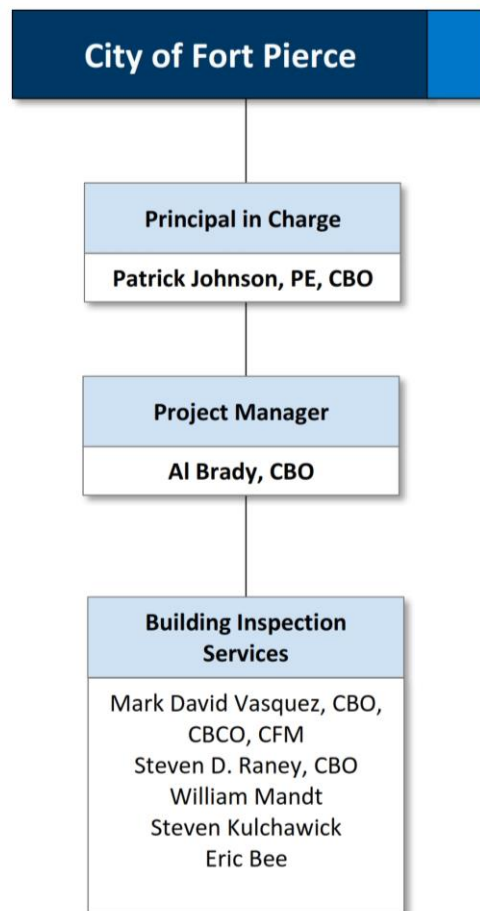 City of Fort Pierce
Principal in Charge
Patrick Johnson, PE, CBO
Project Manager
Al Brady, CBO
Building Inspection
Services
Mark David Vasquez, CBO,
CBCO, CFM
Steven D. Raney, CBO
William Mandt
Steven Kulchawick
Eric Bee